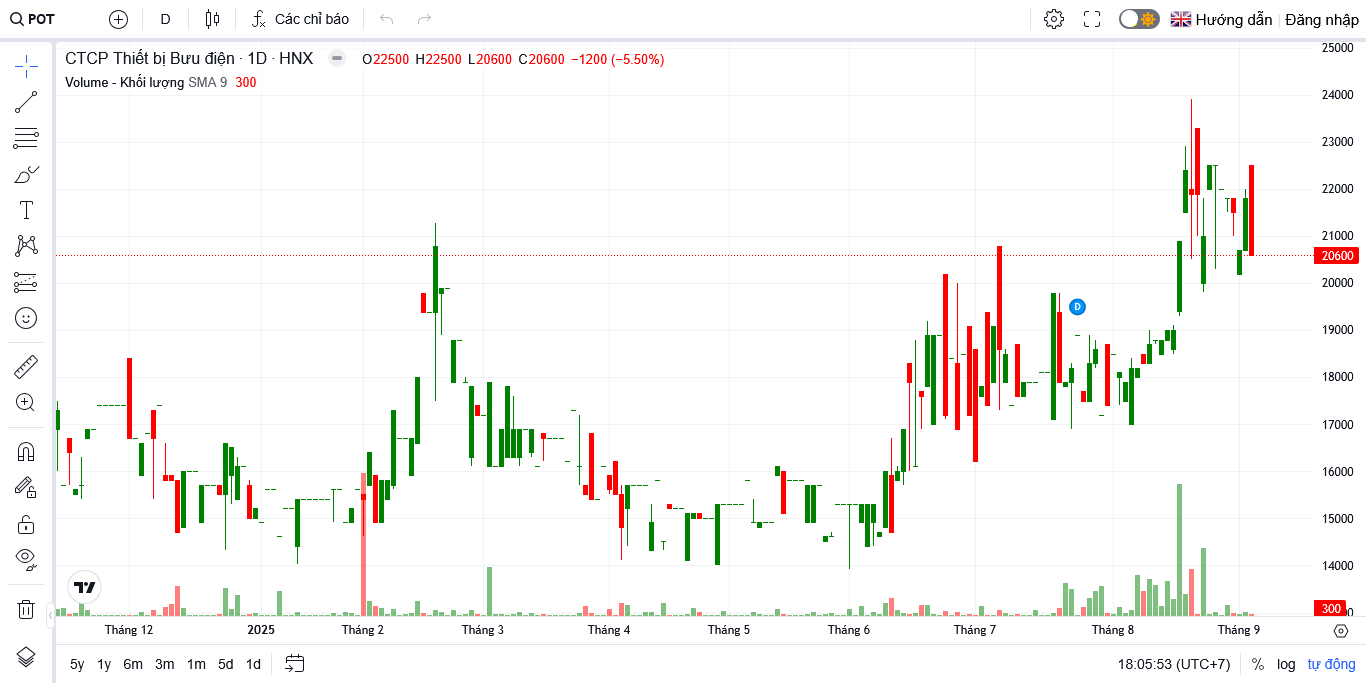 POT D Các chỉ báo Hướng dẫn Đăng nhập
CTCP Thiết bị Bưu điện · 1D · HNX O22500 H22500 L20600 C20600 −1200 (−5.50%)
Volume - Khối lượng SMA 9 300
25000
24000
23000
22000
21000
20600
20000
19000
18000
17000
16000
15000
14000
300
D
Tháng 12 2025 Tháng 2 Tháng 3 Tháng 4 Tháng 5 Tháng 6 Tháng 7 Tháng 8 Tháng 9
5y 1y 6m 3m 1m 5d 1d 18:05:53 (UTC+7) % log tự động